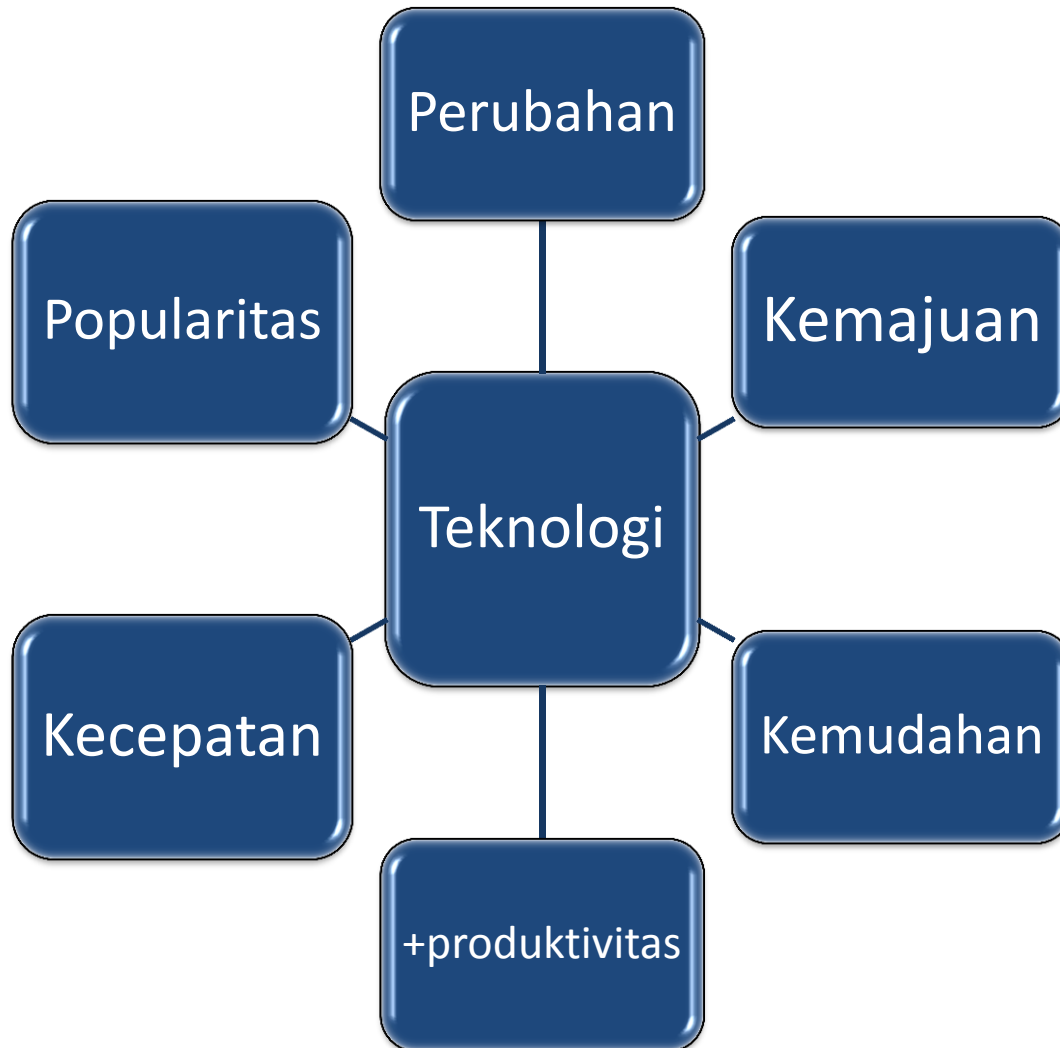 Perubahan
Popularitas
Kemajuan
Teknologi
Kecepatan
Kemudahan
+produktivitas